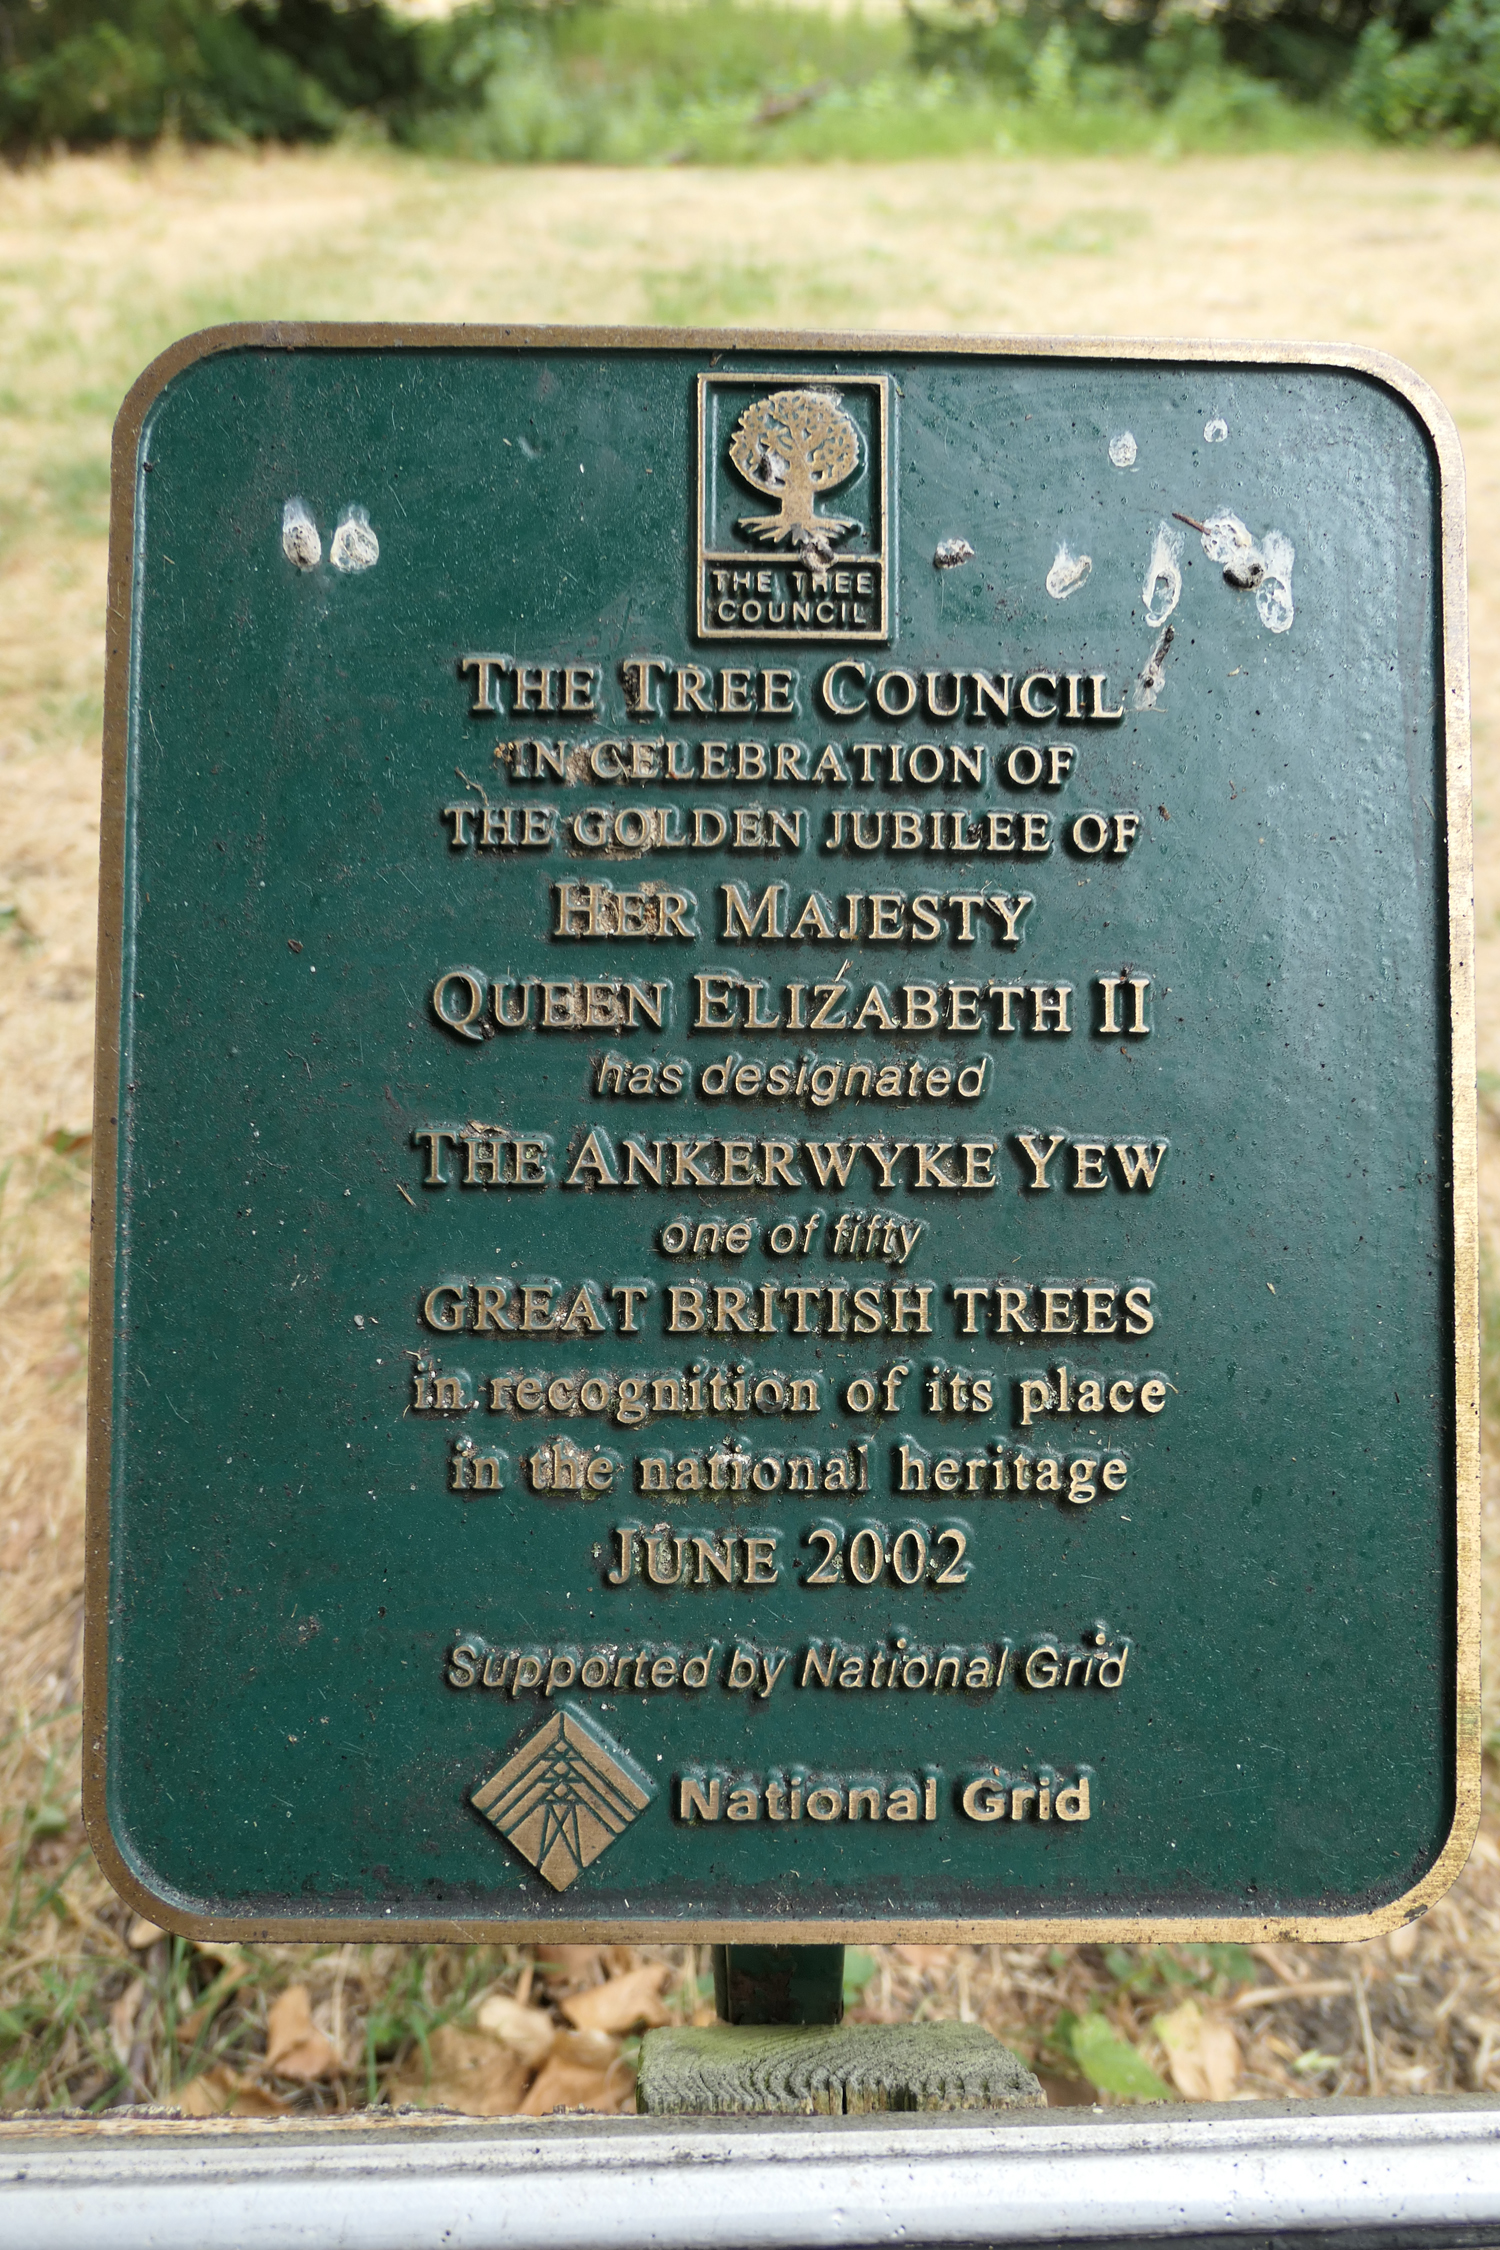 THE TREE
COUNCIL
THE TREE COUNCIL
IN CELEBRATION OF
THE GOLDEN JUBILEE OF
HER MAJESTY
QUEEN ELIZABETH II
has designated
THE ANKERWYKE YEW
one of fifty
GREAT BRITISH TREES
in recognition of its place
in the national heritage
JUNE 2002
Supported by National Grid
National Grid